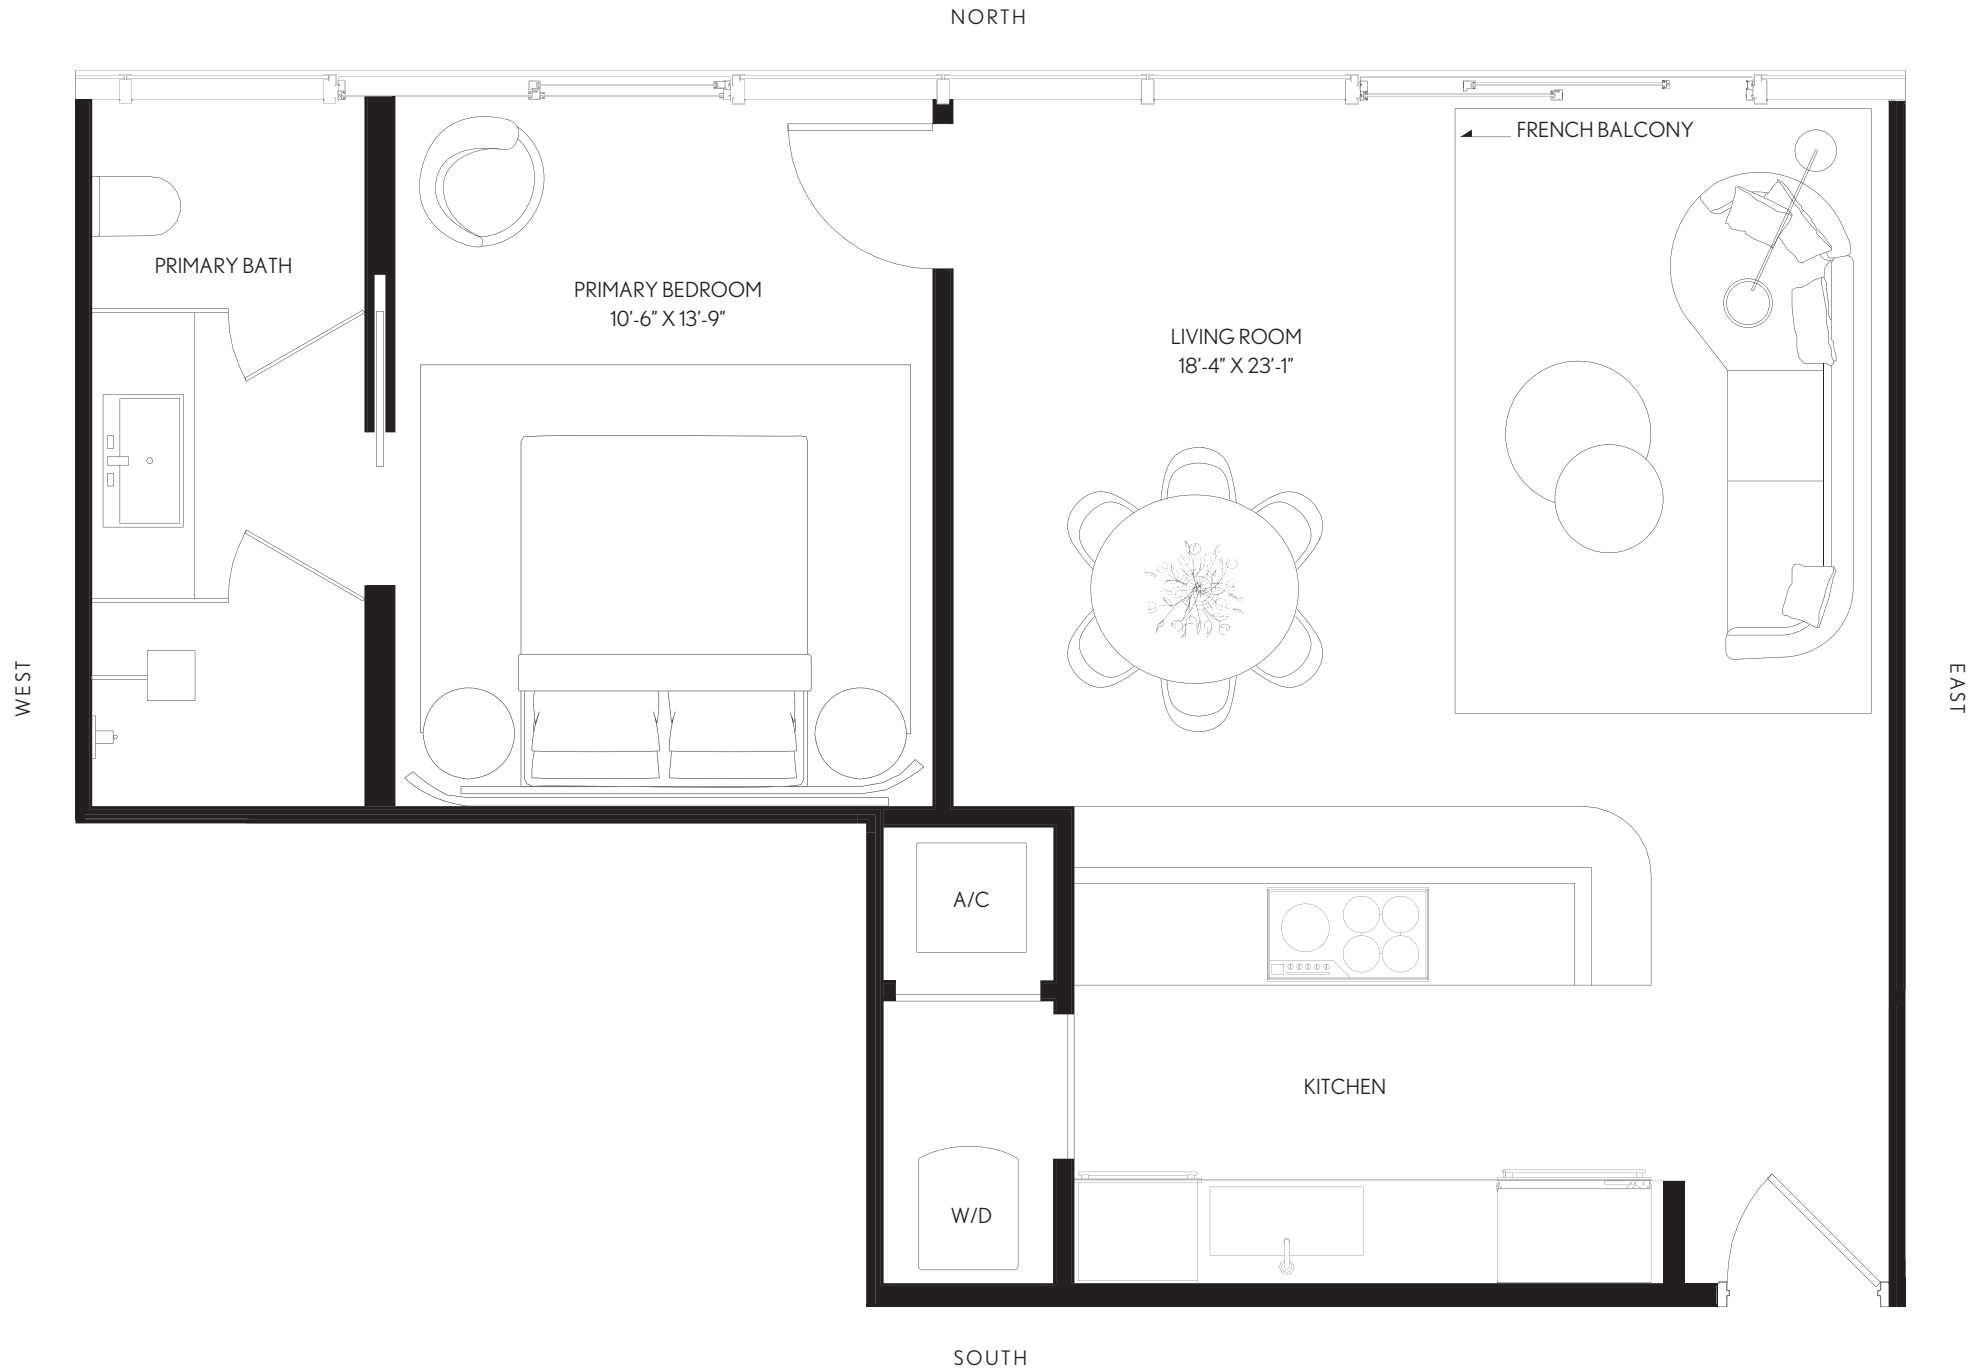 NORTH
FRENCH BALCONY
PRIMARY BATH
PRIMARY BEDROOM
10'-6" X 13'-9"
LIVING ROOM
18'-4" X 23'-1"
WEST
EAST
A/C
KITCHEN
W/D
SOUTH